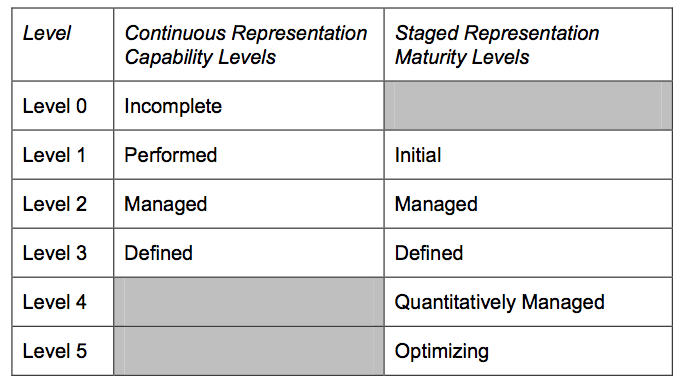 Level Continuous Representation Staged Representation
Capability Levels Maturity Levels
Level 0 Incomplete
Level 1 Performed Initial
Level 2 Managed Managed
Level 3 Defined Defined
Level 4 Quantitatively Managed
Level 5 Optimizing